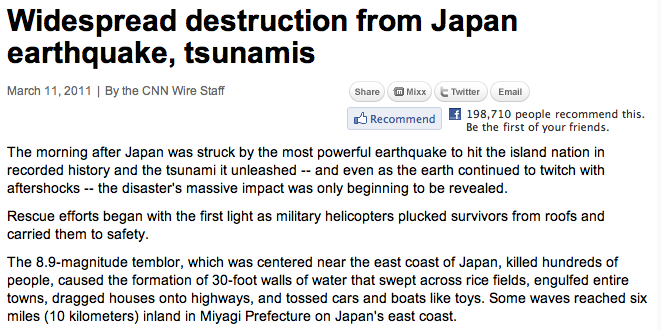 Widespread destruction from Japan
earthquake, tsunamis
March 11, 2011 | By the CNN Wire Staff
Share Mixx Twitter Email
Recommend 198,710 people recommend this.
Be the first of your friends.
The morning after Japan was struck by the most powerful earthquake to hit the island nation in
recorded history and the tsunami it unleashed -- and even as the earth continued to twitch with
aftershocks -- the disaster's massive impact was only beginning to be revealed.
Rescue efforts began with the first light as military helicopters plucked survivors from roofs and
carried them to safety.
The 8.9-magnitude temblor, which was centered near the east coast of Japan, killed hundreds of
people, caused the formation of 30-foot walls of water that swept across rice fields, engulfed entire
towns, dragged houses onto highways, and tossed cars and boats like toys. Some waves reached six
miles (10 kilometers) inland in Miyagi Prefecture on Japan's east coast.